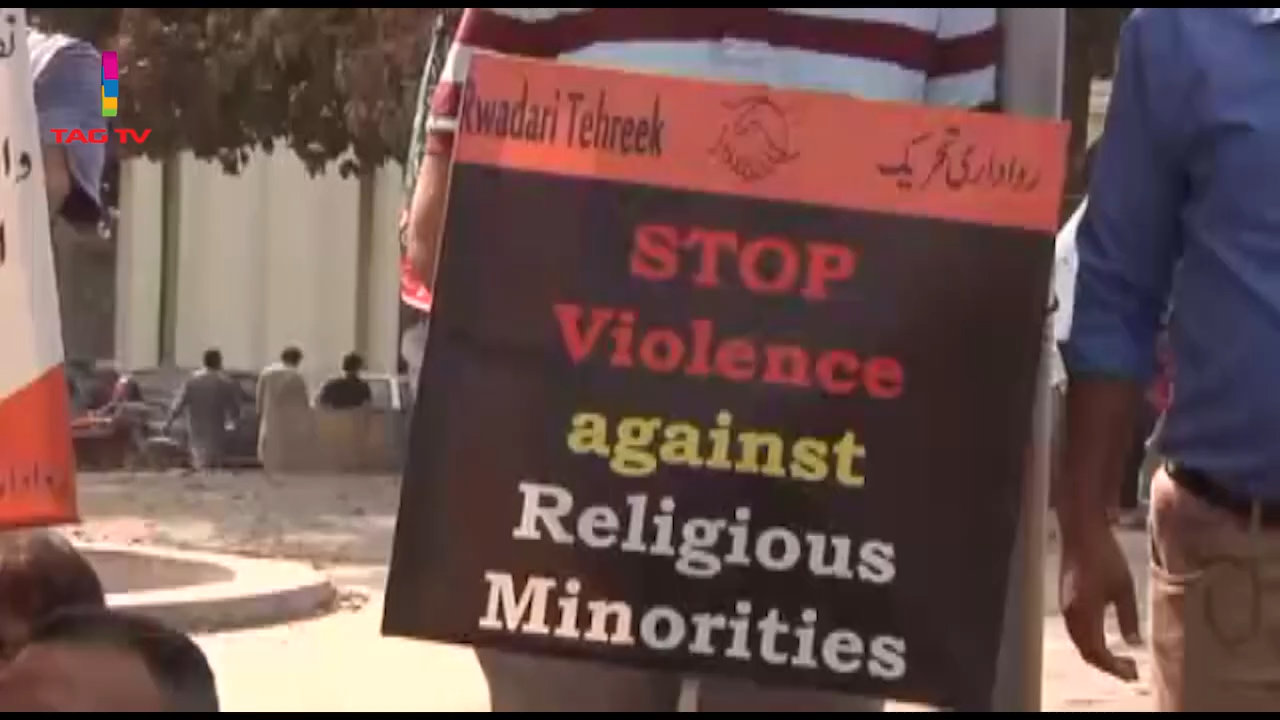 TAG TV
Rwadari Tehreek
رواداری تحریک
STOP
Violence
against
Religious
Minorities